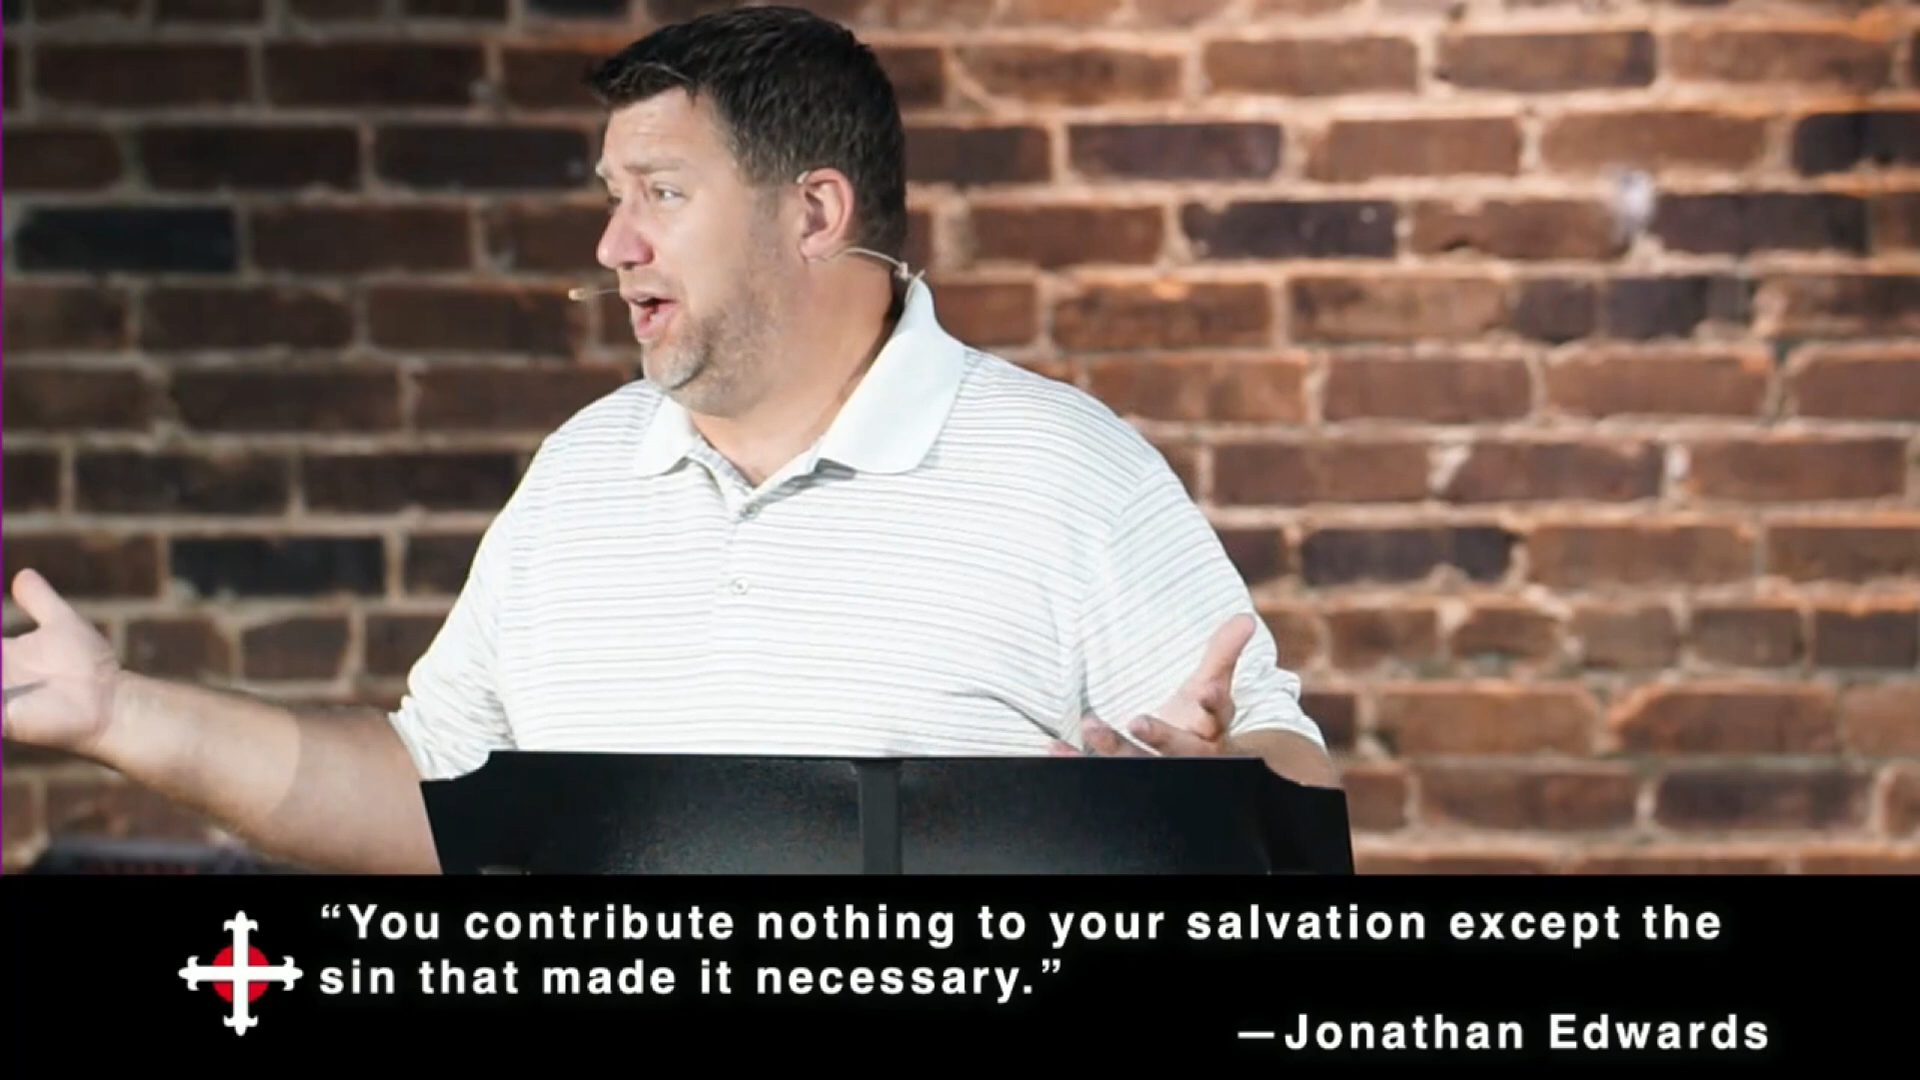 “You contribute nothing to your salvation except the
sin that made it necessary.”
—Jonathan Edwards